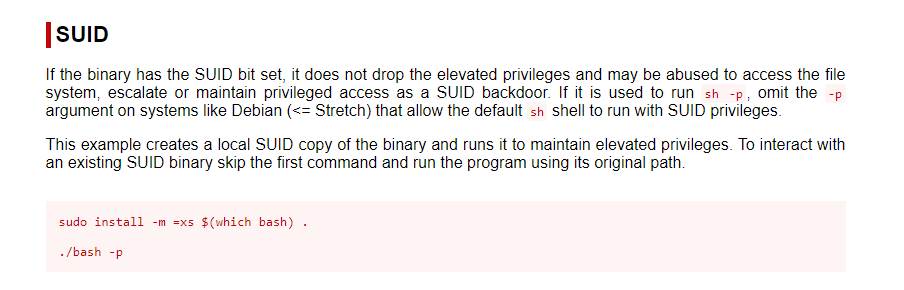 SUID
If the binary has the SUID bit set, it does not drop the elevated privileges and may be abused to access the file
system, escalate or maintain privileged access as a SUID backdoor. If it is used to run sh -p, omit the -p
argument on systems like Debian (<= Stretch) that allow the default sh shell to run with SUID privileges.
This example creates a local SUID copy of the binary and runs it to maintain elevated privileges. To interact with
an existing SUID binary skip the first command and run the program using its original path.
sudo install -m =xs $(which bash) .
./bash -p